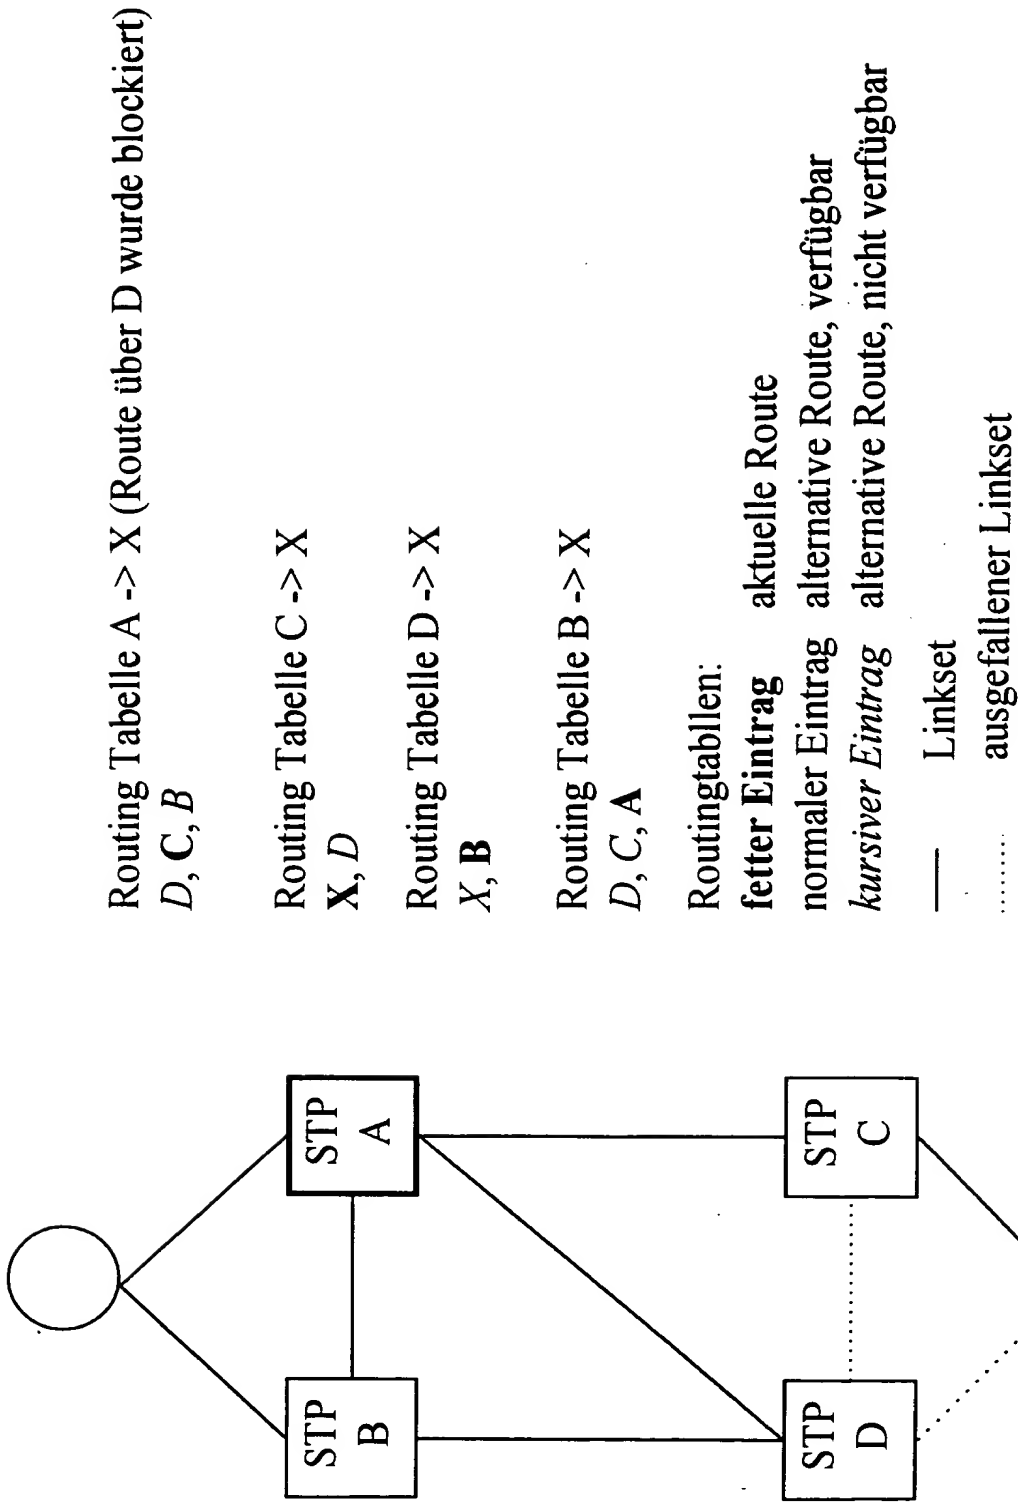 Routing Tabelle A -> X (Route über D wurde blockiert)
D, C, B
Routing Tabelle C -> X
X, D
Routing Tabelle D -> X
X, B
Routing Tabelle B -> X
D, C, A
Routingtabllen:
fetter Eintrag aktuelle Route
normaler Eintrag alternative Route, verfügbar
kursiver Eintrag alternative Route, nicht verfügbar
Linkset
ausgefallener Linkset
STP
A
STP
B
STP
C
STP
D